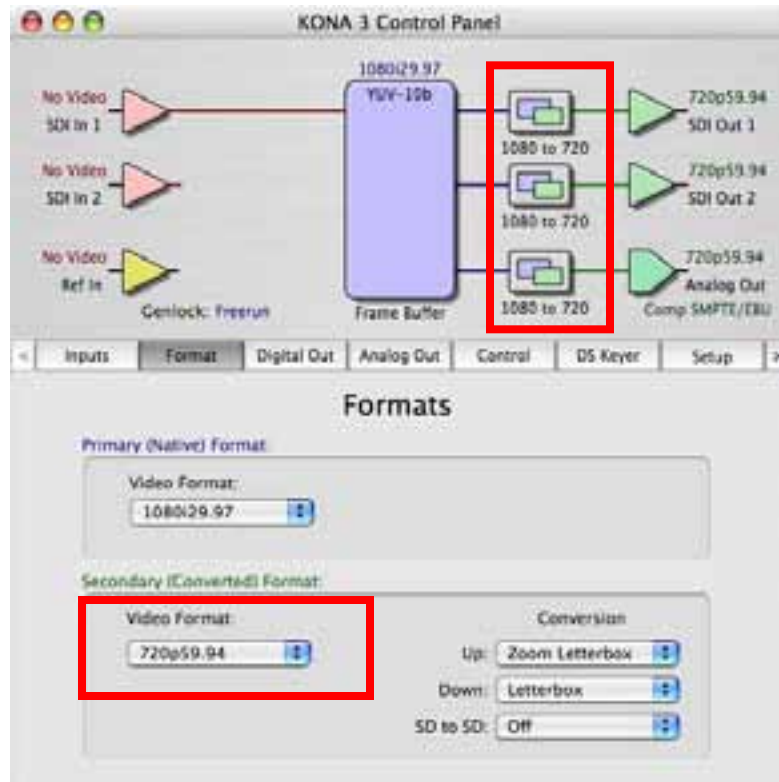 KONA 3 Control Panel
1080i29.97
YUV-10b
No Video
SDI In 1
1080 to 720
720p59.94
SDI Out 1
No Video
SDI In 2
1080 to 720
720p59.94
SDI Out 2
No Video
Ref In
Genlock: Freerun
Frame Buffer
1080 to 720
720p59.94
Analog Out
Comp SMPTE/EBU
Inputs Format Digital Out Analog Out Control DS Keyer Setup
Formats
Primary (Native) Format:
Video Format:
1080i29.97
Secondary (Converted) Format:
Video Format:
720p59.94
Conversion
Up: Zoom Letterbox
Down: Letterbox
SD to SD: Off